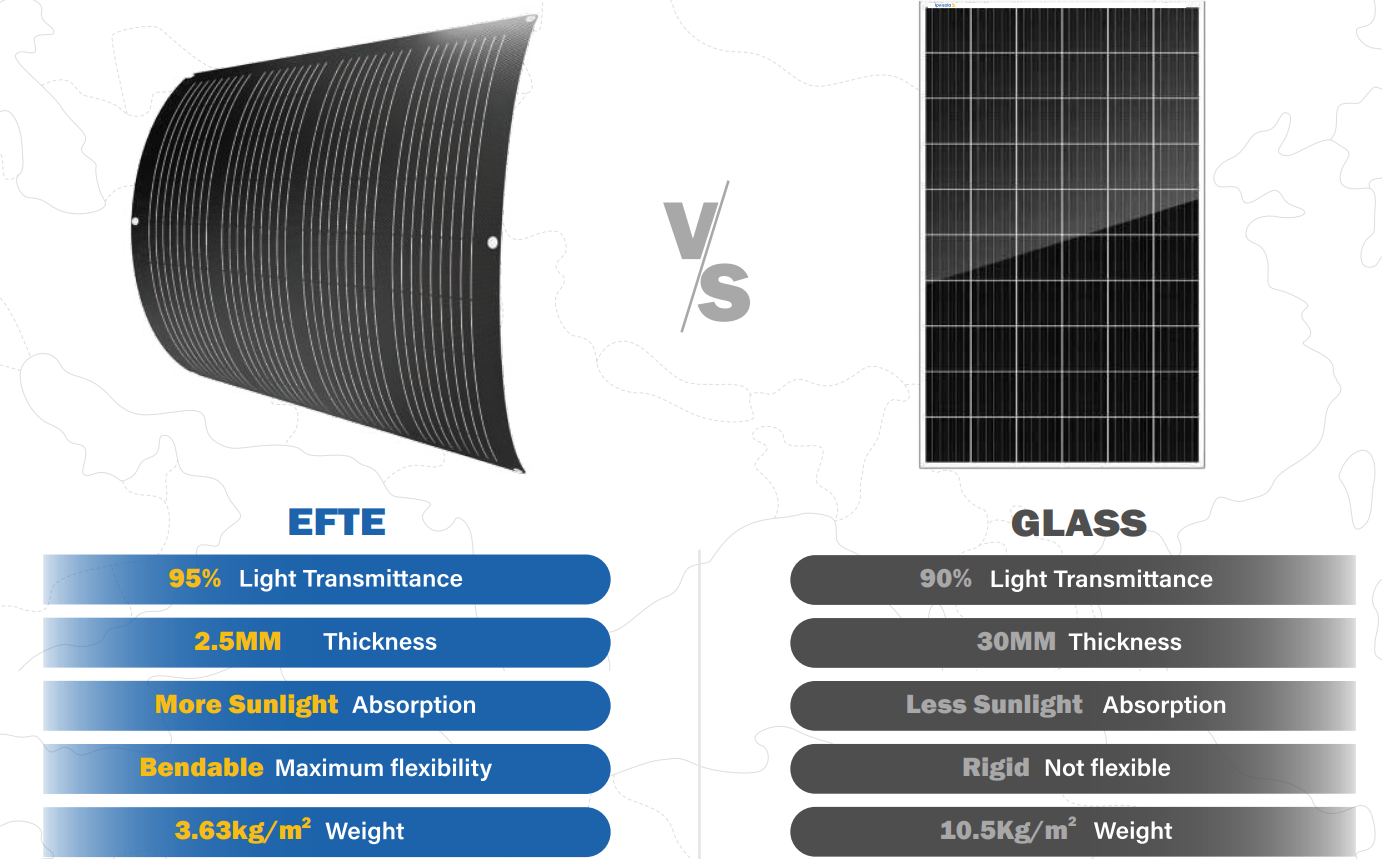 V
S
EFTE
GLASS
95% Light Transmittance
90% Light Transmittance
2.5MM Thickness
30MM Thickness
More Sunlight Absorption
Less Sunlight Absorption
Bendable Maximum flexibility
Rigid Not flexible
3.63kg/m² Weight
10.5Kg/m² Weight